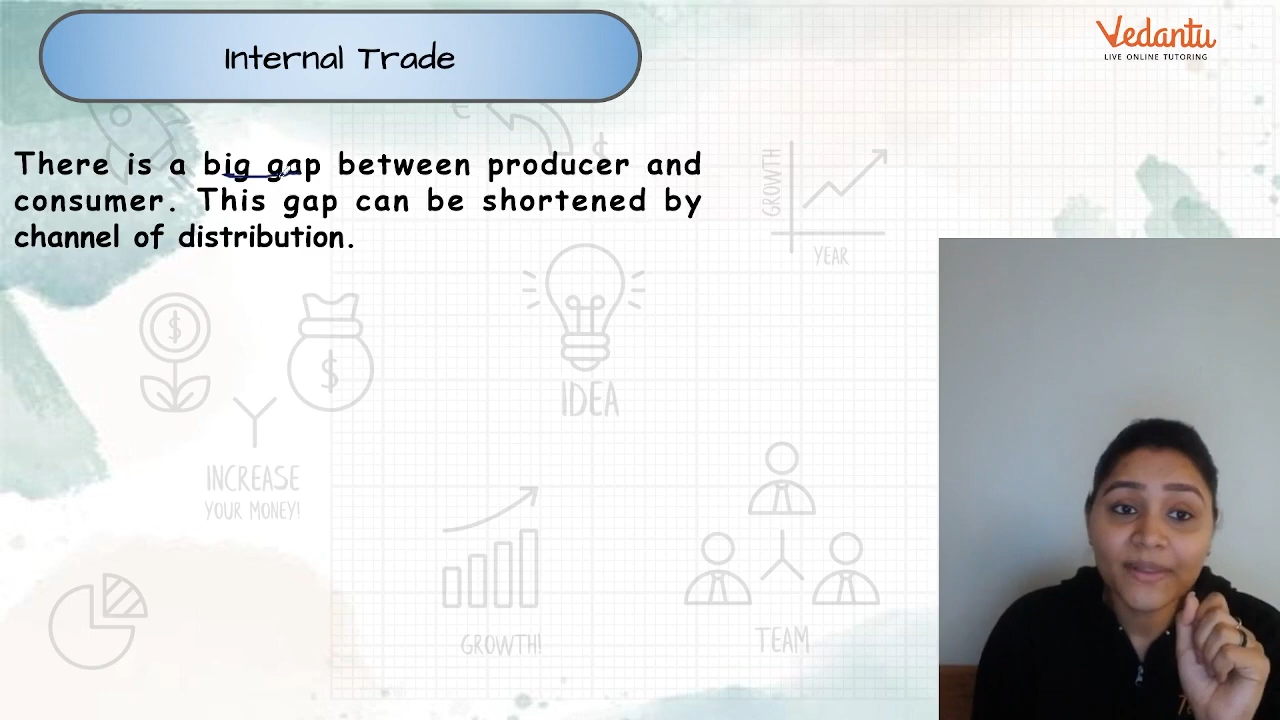 Internal Trade
Vedantu
LIVE ONLINE TUTORING
There is a big gap between producer and
consumer. This gap can be shortened by
channel of distribution.
GROWTH
YEAR
IDEA
INCREASE
YOUR MONEY!
GROWTH!
TEAM